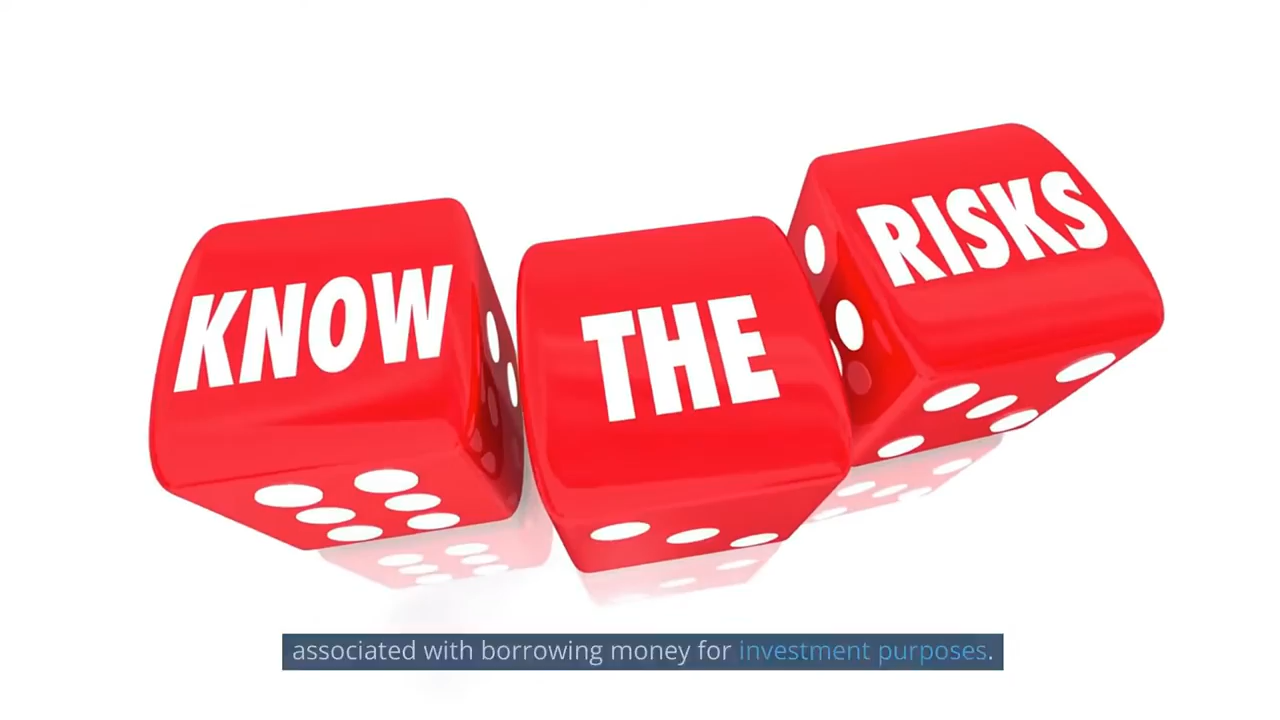 KNOW THE RISKS
associated with borrowing money for investment purposes.